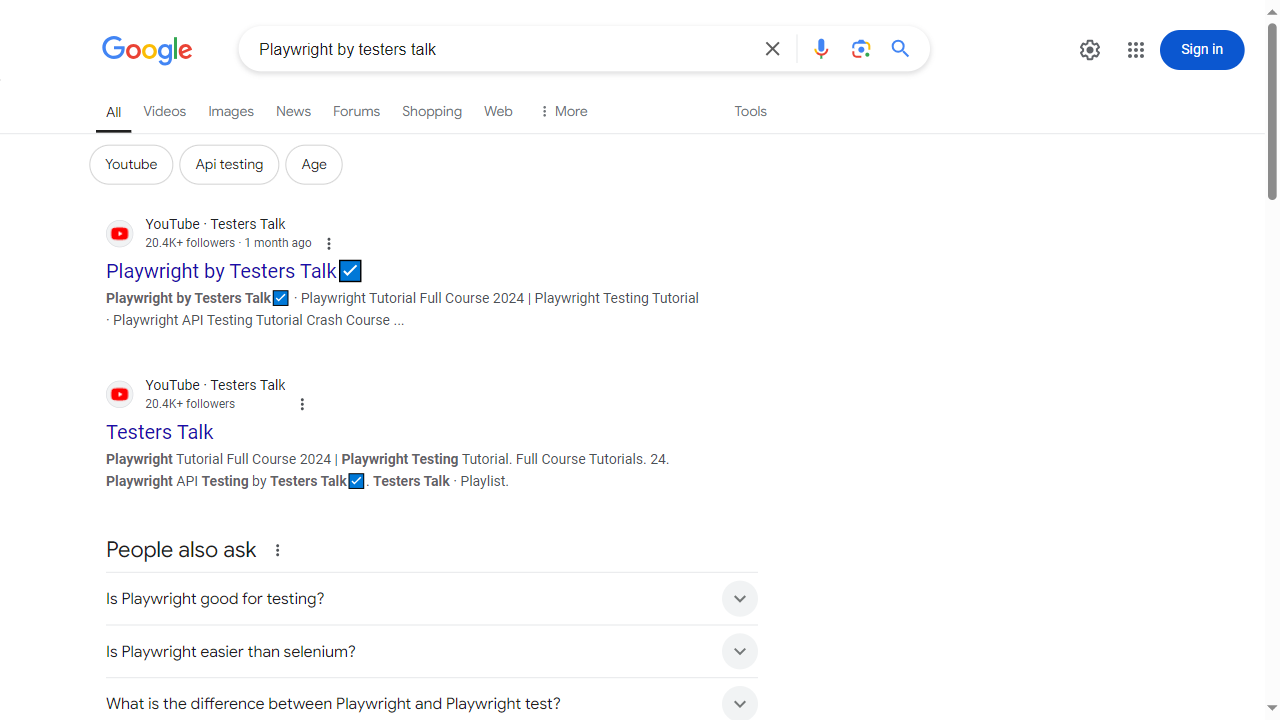 Google
Playwright by testers talk
Sign in
All Videos Images News Forums Shopping Web More Tools
Youtube Api testing Age
YouTube · Testers Talk
20.4K+ followers · 1 month ago
Playwright by Testers Talk☑️
Playwright by Testers Talk☑️ · Playwright Tutorial Full Course 2024 | Playwright Testing Tutorial
· Playwright API Testing Tutorial Crash Course ...
YouTube · Testers Talk
20.4K+ followers
Testers Talk
Playwright Tutorial Full Course 2024 | Playwright Testing Tutorial. Full Course Tutorials. 24.
Playwright API Testing by Testers Talk☑️. Testers Talk · Playlist.
People also ask
Is Playwright good for testing?
Is Playwright easier than selenium?
What is the difference between Playwright and Playwright test?